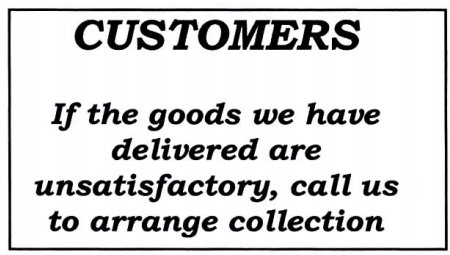 CUSTOMERS
If the goods we have
delivered are
unsatisfactory, call us
to arrange collection